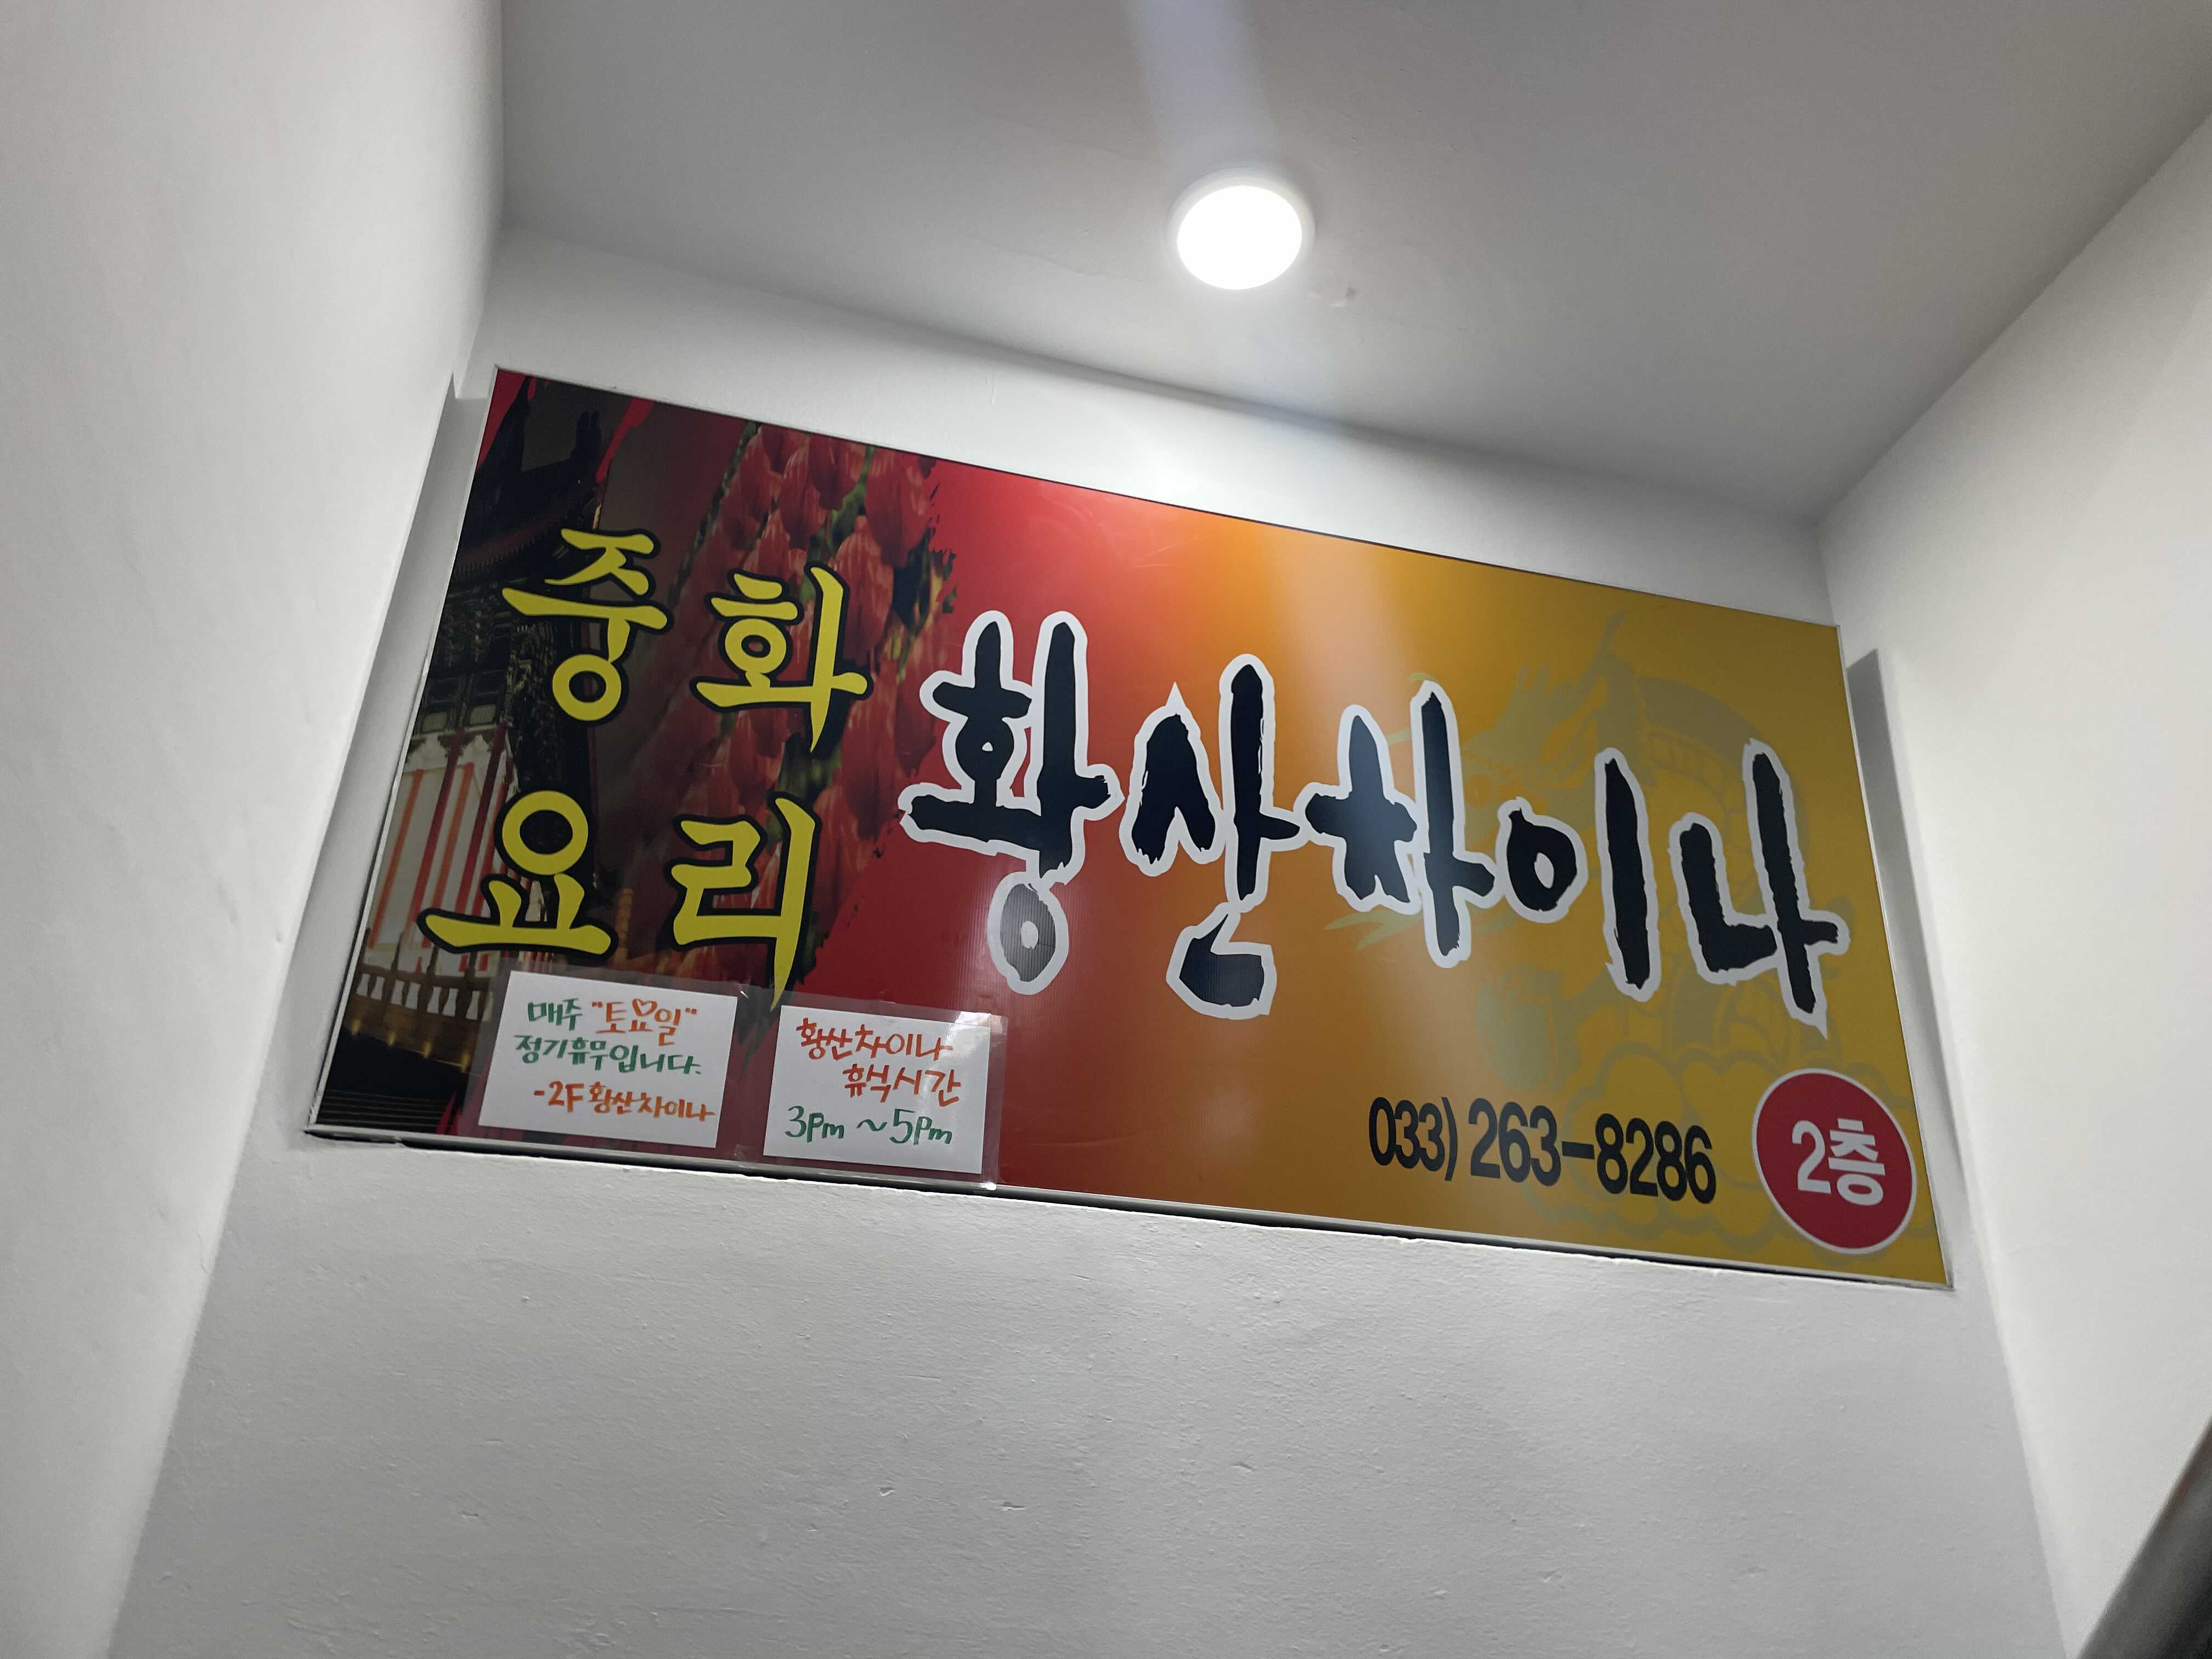 중화
요리
황산차이나
매주 "토요일"
정기휴무입니다.
-2F 황산차이나
황산차이나
휴식시간
3pm ~ 5pm
033) 263-8286
2층